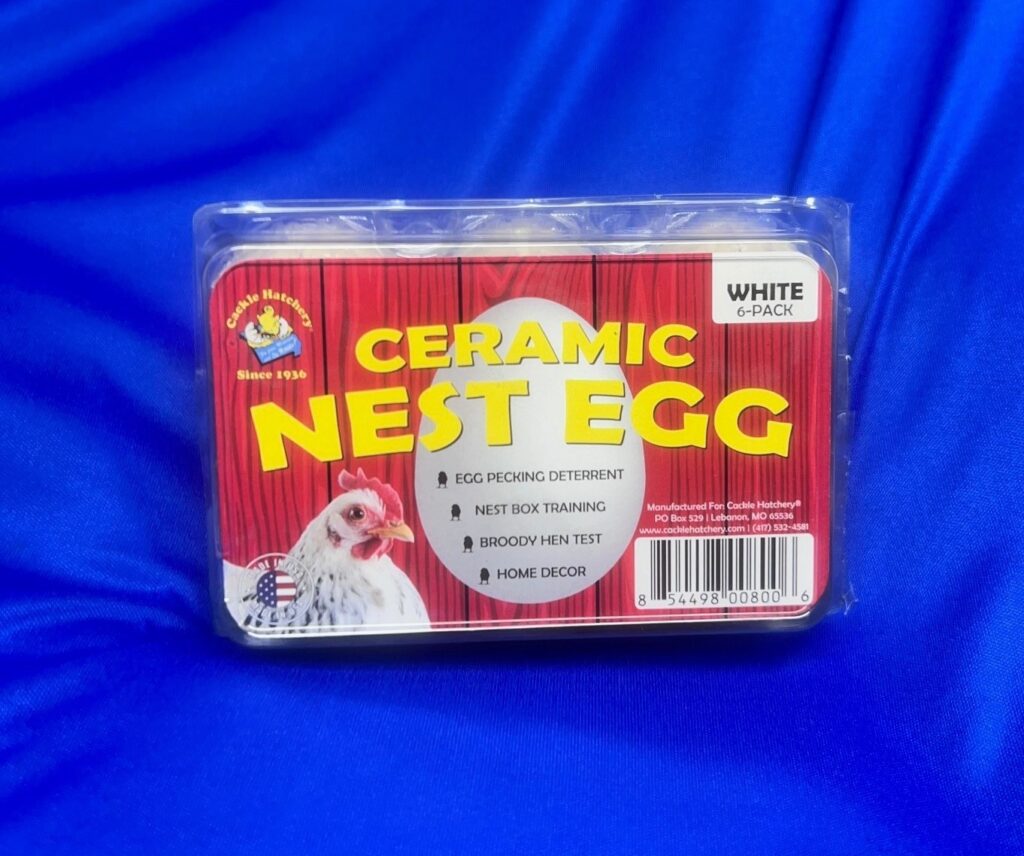 Cackle Hatchery®
Since 1936
WHITE
6-PACK
CERAMIC
NEST EGG
EGG PECKING DETERRENT
NEST BOX TRAINING
BROODY HEN TEST
HOME DECOR
Manufactured For: Cackle Hatchery®
PO Box 529 | Lebanon, MO 65536
www.cacklehatchery.com | (417) 532-4581
8 54498 00800 6